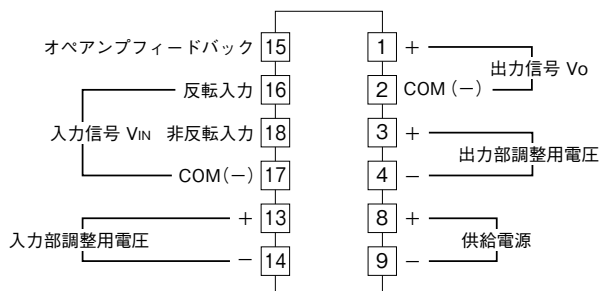 オペアンプフィードバック 15
反転入力 16
入力信号 VIN 非反転入力 18
COM(−) 17
+ 13
入力部調整用電圧
− 14
1 +
出力信号 Vo
2 COM(−)
3 +
出力部調整用電圧
4 −
8 +
供給電源
9 −